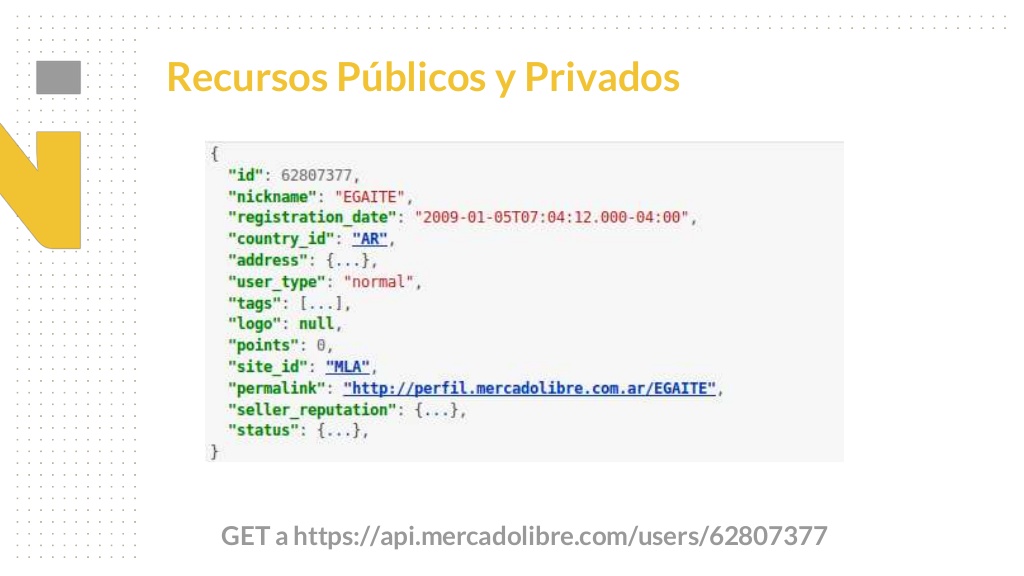 Recursos Públicos y Privados
{
"id": 62807377,
"nickname": "EGAITE",
"registration_date": "2009-01-05T07:04:12.000-04:00",
"country_id": "AR",
"address": {...},
"user_type": "normal",
"tags": [...],
"logo": null,
"points": 0,
"site_id": "MLA",
"permalink": "http://perfil.mercadolibre.com.ar/EGAITE",
"seller_reputation": {...},
"status": {...},
}
GET a https://api.mercadolibre.com/users/62807377